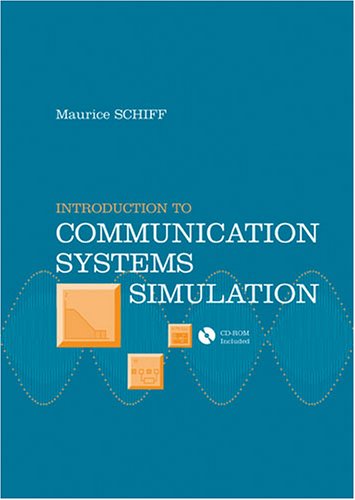 Maurice SCHIFF
INTRODUCTION TO
COMMUNICATION
SYSTEMS
SIMULATION
CD-ROM
Included